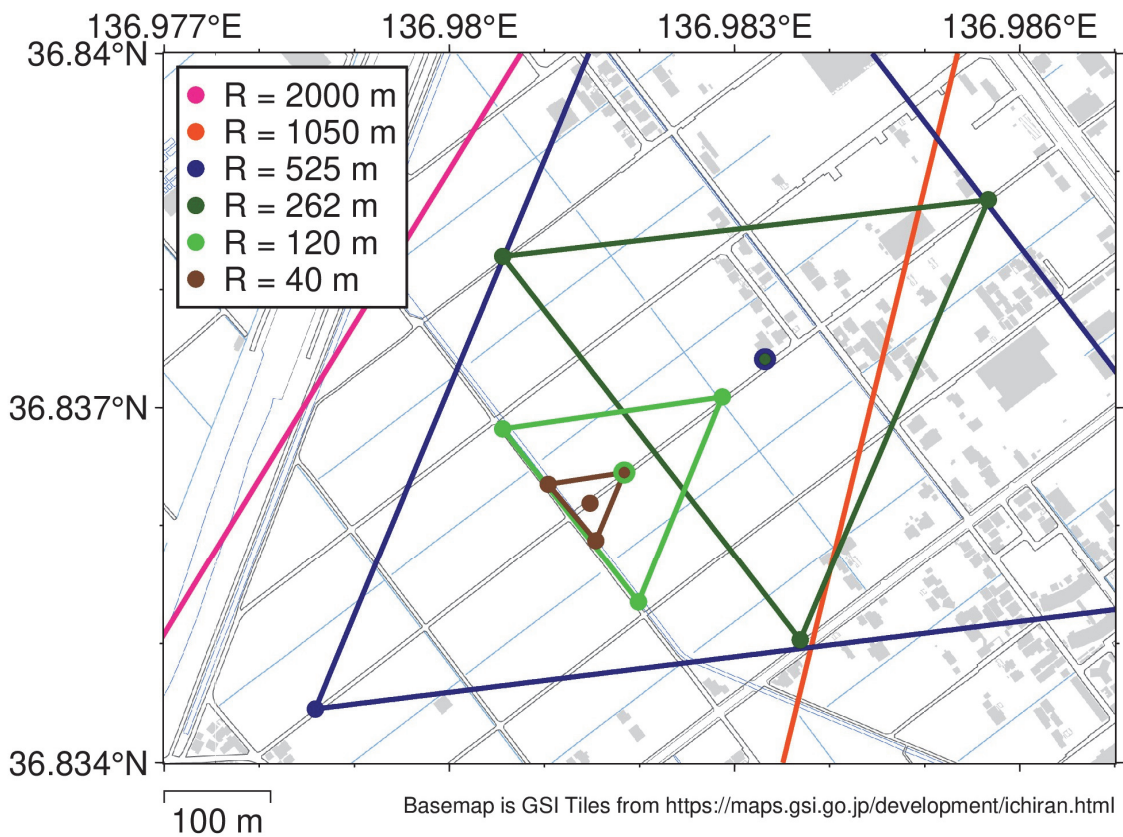 136.977°E 136.98°E 136.983°E 136.986°E
36.84°N
R = 2000 m
R = 1050 m
R = 525 m
R = 262 m
R = 120 m
R = 40 m
36.837°N
36.834°N
100 m
Basemap is GSI Tiles from https://maps.gsi.go.jp/development/ichiran.html